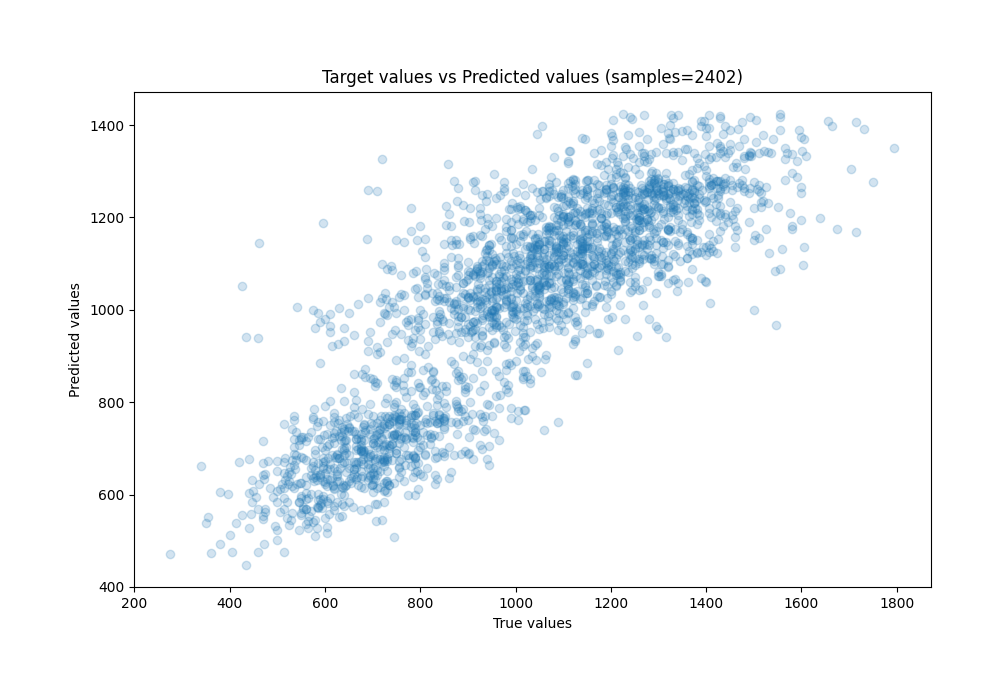 Target values vs Predicted values (samples=2402)
1400
1200
1000
800
600
400
Predicted values
200 400 600 800 1000 1200 1400 1600 1800
True values